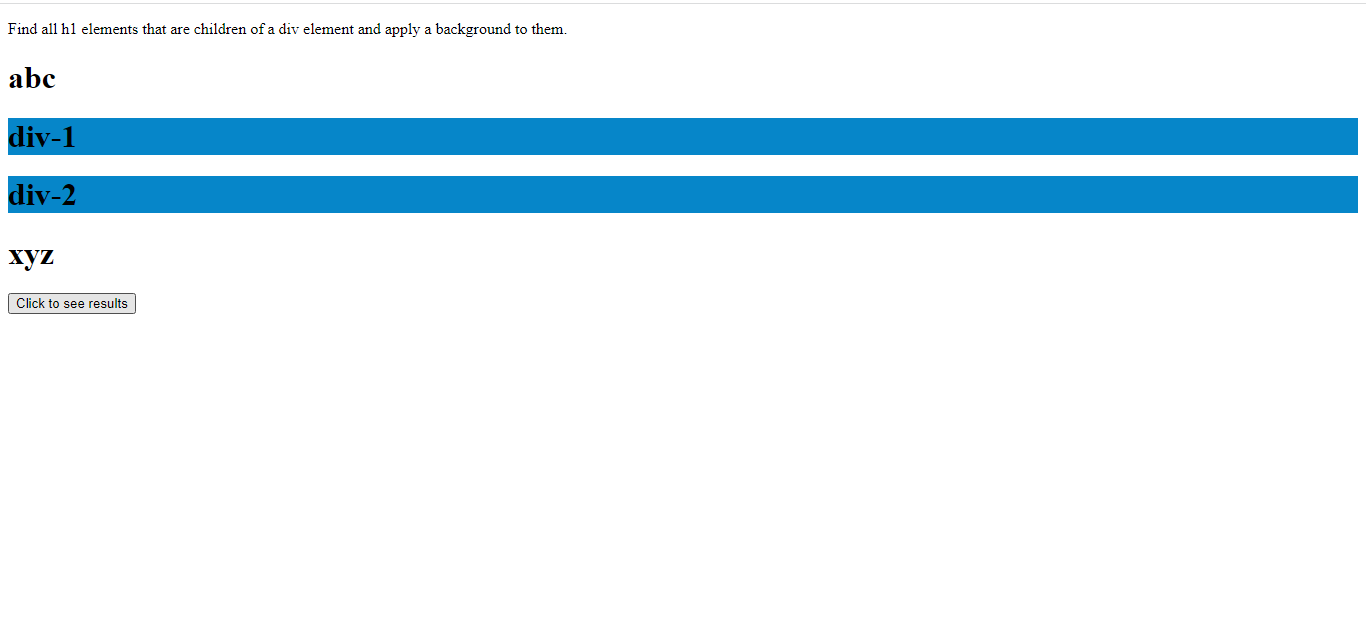 Find all h1 elements that are children of a div element and apply a background to them.
abc
div-1
div-2
xyz
Click to see results